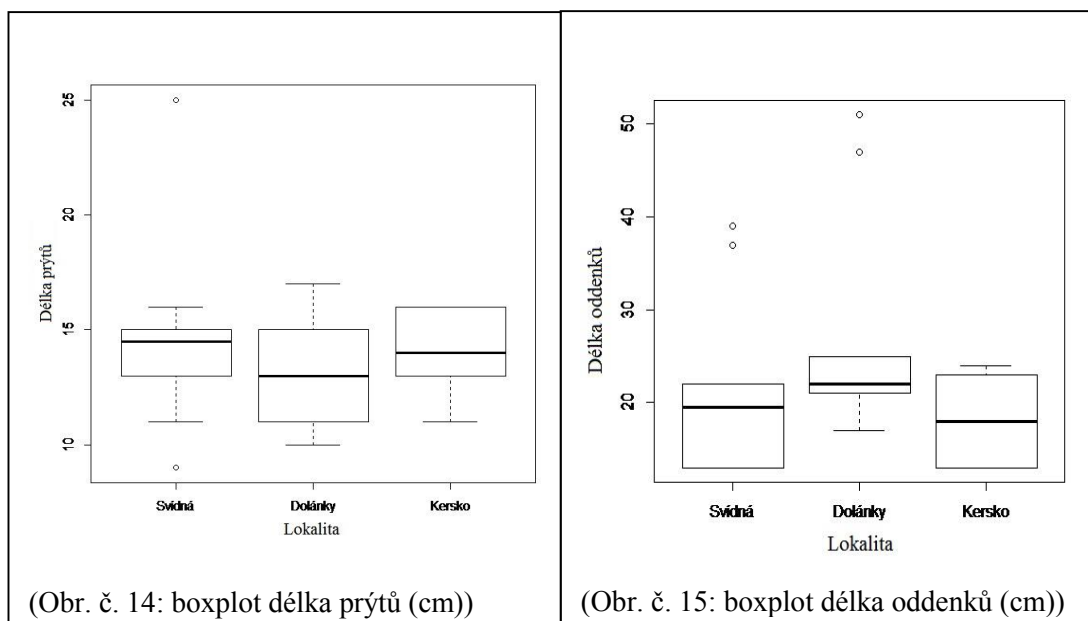 25
20
15
10
Délka prýtů
Svídná Dolánky Kersko
Lokalita
(Obr. č. 14: boxplot délka prýtů (cm))
50
40
30
20
Délka oddenků
Svídná Dolánky Kersko
Lokalita
(Obr. č. 15: boxplot délka oddenků (cm))